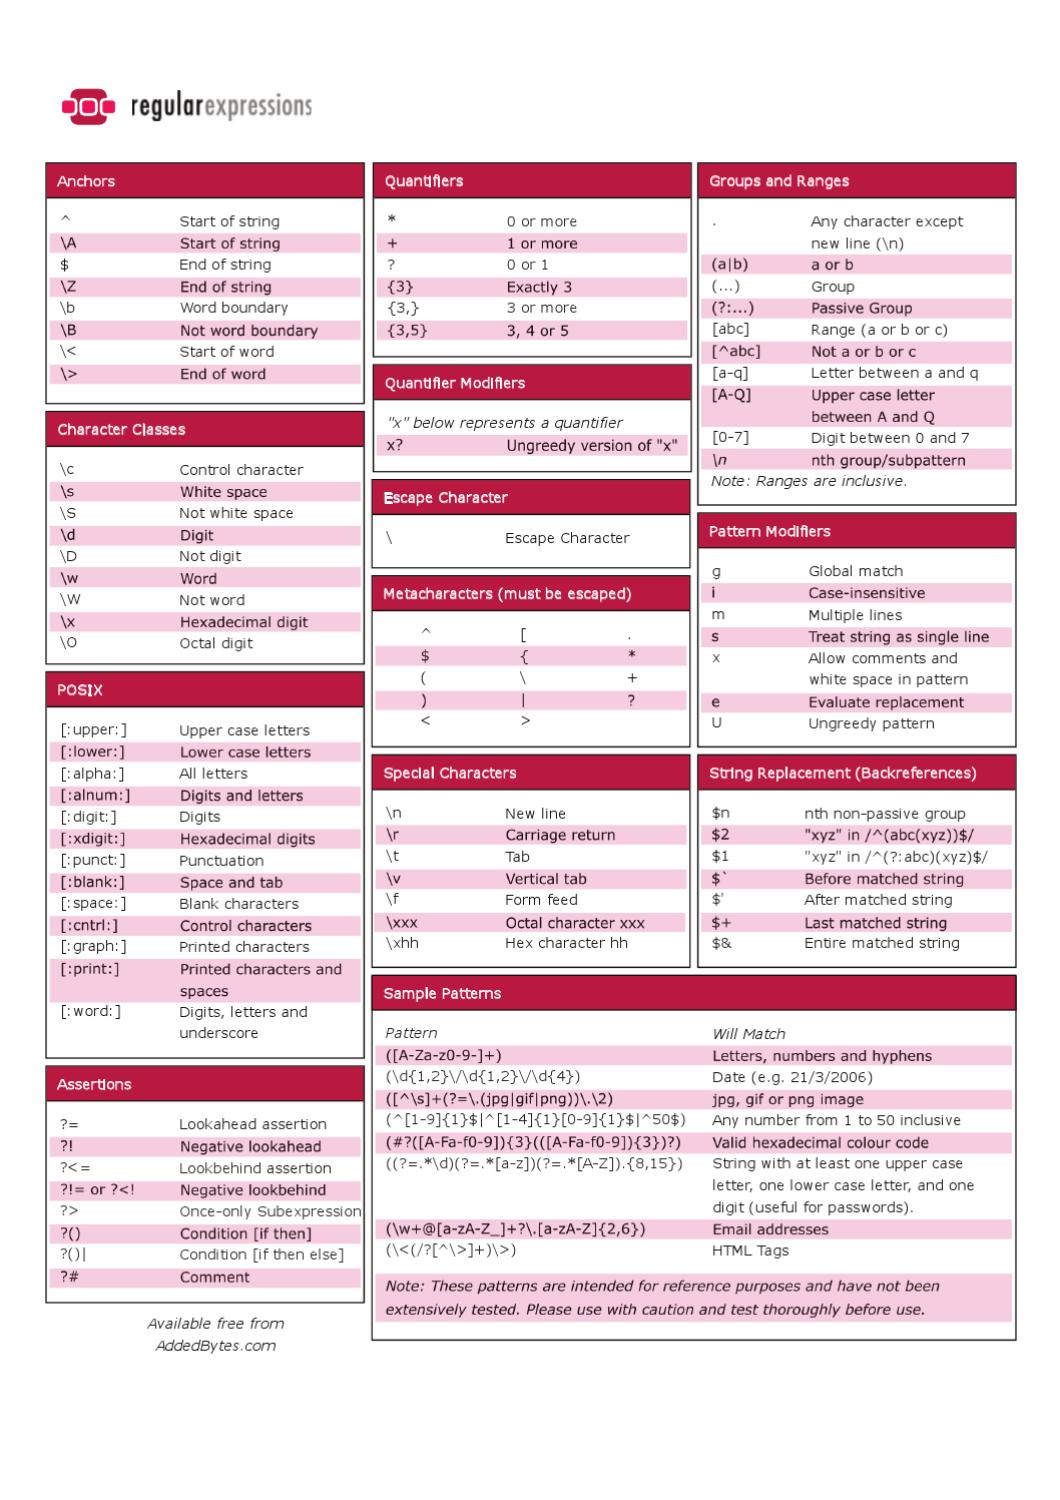 regularexpressions
Anchors
^ Start of string
\A Start of string
$ End of string
\Z End of string
\b Word boundary
\B Not word boundary
\< Start of word
\> End of word
Character Classes
\c Control character
\s White space
\S Not white space
\d Digit
\D Not digit
\w Word
\W Not word
\x Hexadecimal digit
\O Octal digit
POSIX
[:upper:] Upper case letters
[:lower:] Lower case letters
[:alpha:] All letters
[:alnum:] Digits and letters
[:digit:] Digits
[:xdigit:] Hexadecimal digits
[:punct:] Punctuation
[:blank:] Space and tab
[:space:] Blank characters
[:cntrl:] Control characters
[:graph:] Printed characters
[:print:] Printed characters and
spaces
[:word:] Digits, letters and
underscore
Assertions
?= Lookahead assertion
?! Negative lookahead
?<= Lookbehind assertion
?!= or ?<! Negative lookbehind
?> Once-only Subexpression
?() Condition [if then]
?()| Condition [if then else]
?# Comment
Available free from
AddedBytes.com
Quantifiers
* 0 or more
+ 1 or more
? 0 or 1
{3} Exactly 3
{3,} 3 or more
{3,5} 3, 4 or 5
Quantifier Modifiers
"x" below represents a quantifier
x? Ungreedy version of "x"
Escape Character
\ Escape Character
Metacharacters (must be escaped)
^ [ .
$ { *
( \ +
) | ?
< >
Special Characters
\n New line
\r Carriage return
\t Tab
\v Vertical tab
\f Form feed
\xxx Octal character xxx
\xhh Hex character hh
Groups and Ranges
. Any character except
new line (\n)
(a|b) a or b
(...) Group
(?:...) Passive Group
[abc] Range (a or b or c)
[^abc] Not a or b or c
[a-q] Letter between a and q
[A-Q] Upper case letter
between A and Q
[0-7] Digit between 0 and 7
\n nth group/subpattern
Note: Ranges are inclusive.
Pattern Modifiers
g Global match
i Case-insensitive
m Multiple lines
s Treat string as single line
x Allow comments and
white space in pattern
e Evaluate replacement
U Ungreedy pattern
String Replacement (Backreferences)
$n nth non-passive group
$2 "xyz" in /^(abc(xyz))$/
$1 "xyz" in /^(?:abc)(xyz)$/
$` Before matched string
$' After matched string
$+ Last matched string
$& Entire matched string
Sample Patterns
Pattern Will Match
([A-Za-z0-9-]+) Letters, numbers and hyphens
(\d{1,2}\/\d{1,2}\/\d{4}) Date (e.g. 21/3/2006)
([^\s]+(?=\.(jpg|gif|png))\.\2) jpg, gif or png image
(^[1-9]{1}$|^[1-4]{1}[0-9]{1}$|^50$) Any number from 1 to 50 inclusive
(#?([A-Fa-f0-9]){3}(([A-Fa-f0-9]){3})?) Valid hexadecimal colour code
((?=.*\d)(?=.*[a-z])(?=.*[A-Z]).{8,15}) String with at least one upper case
letter, one lower case letter, and one
digit (useful for passwords).
(\w+@[a-zA-Z_]+?\.[a-zA-Z]{2,6}) Email addresses
(\<(/?[^\>]+)\>) HTML Tags
Note: These patterns are intended for reference purposes and have not been
extensively tested. Please use with caution and test thoroughly before use.